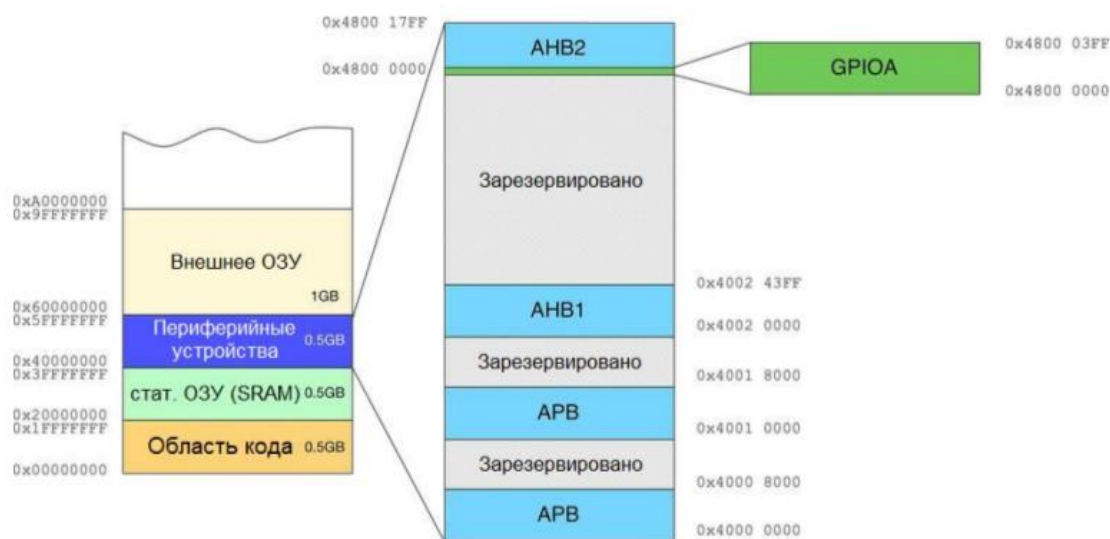 0x4800 17FF
AHB2
0x4800 0000
0x4800 03FF
GPIOA
0x4800 0000
Зарезервировано
0xA0000000
0x9FFFFFFF
Внешнее ОЗУ
1GB
0x60000000
0x5FFFFFFF
Периферийные
устройства
0.5GB
0x40000000
0x3FFFFFFF
стат. ОЗУ (SRAM) 0.5GB
0x20000000
0x1FFFFFFF
Область кода 0.5GB
0x00000000
0x4002 43FF
AHB1
0x4002 0000
Зарезервировано
0x4001 8000
APB
0x4001 0000
Зарезервировано
0x4000 8000
APB
0x4000 0000